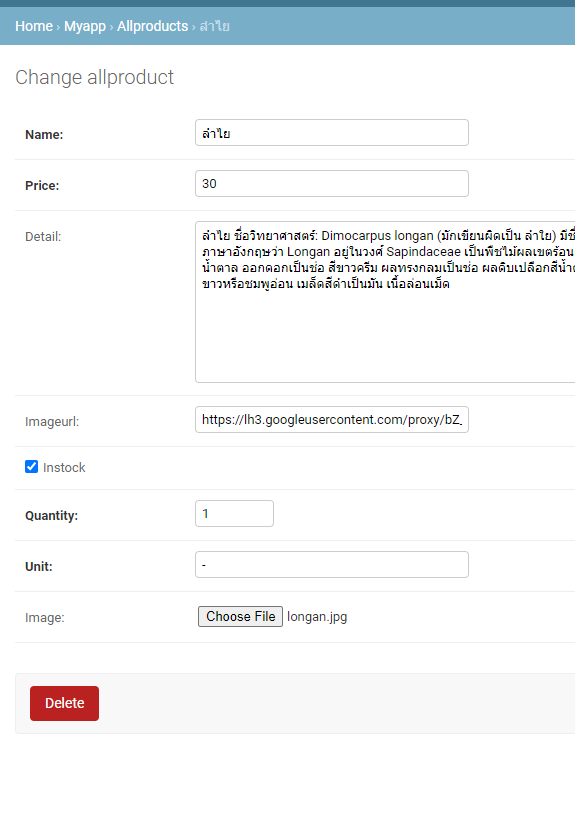 Home › Myapp › Allproducts › ลำไย
Change allproduct
Name: ลำไย
Price: 30
Detail: ลำไย ชื่อวิทยาศาสตร์: Dimocarpus longan (มักเขียนผิดเป็น ลำใย) มีชื่
ภาษาอังกฤษว่า Longan อยู่ในวงศ์ Sapindaceae เป็นพืชไม้ผลเขตร้อน
น้ำตาล ออกดอกเป็นช่อ สีขาวครีม ผลทรงกลมเป็นช่อ ผลดิบเปลือกสีน้ำต
ขาวหรือชมพูอ่อน เมล็ดสีดำเป็นมัน เนื้อล่อนเม็ด
Imageurl: https://lh3.googleusercontent.com/proxy/bZ_
Instock
Quantity: 1
Unit: -
Image: Choose File longan.jpg
Delete